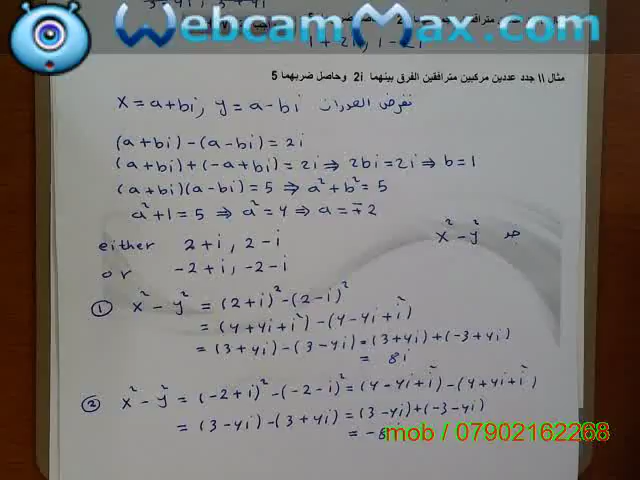 WebcamMax.com
1 + 2i , 1 - 2i
مثال \\ جدد عددين مركبين مترافقين الفرق بينهما 2i وحاصل ضربهما 5
نفرض العددان x = a+bi , y = a-bi
(a+bi)-(a-bi) = 2i
(a+bi)+(-a+bi) = 2i ⇒ 2bi = 2i ⇒ b = 1
(a+bi)(a-bi) = 5 ⇒ a²+b² = 5
a²+1 = 5 ⇒ a² = 4 ⇒ a = ∓2
either 2+i , 2-i
جد x²-y²
or -2+i , -2-i
① x²-y² = (2+i)²-(2-i)²
= (4+4i+i²)-(4-4i+i²)
= (3+4i)-(3-4i) = (3+4i)+(-3+4i)
= 8i
② x²-y² = (-2+i)²-(-2-i)² = (4-4i+i²)-(4+4i+i²)
= (3-4i)-(3+4i) = (3-4i)+(-3-4i)
= -8i
mob / 07902162268